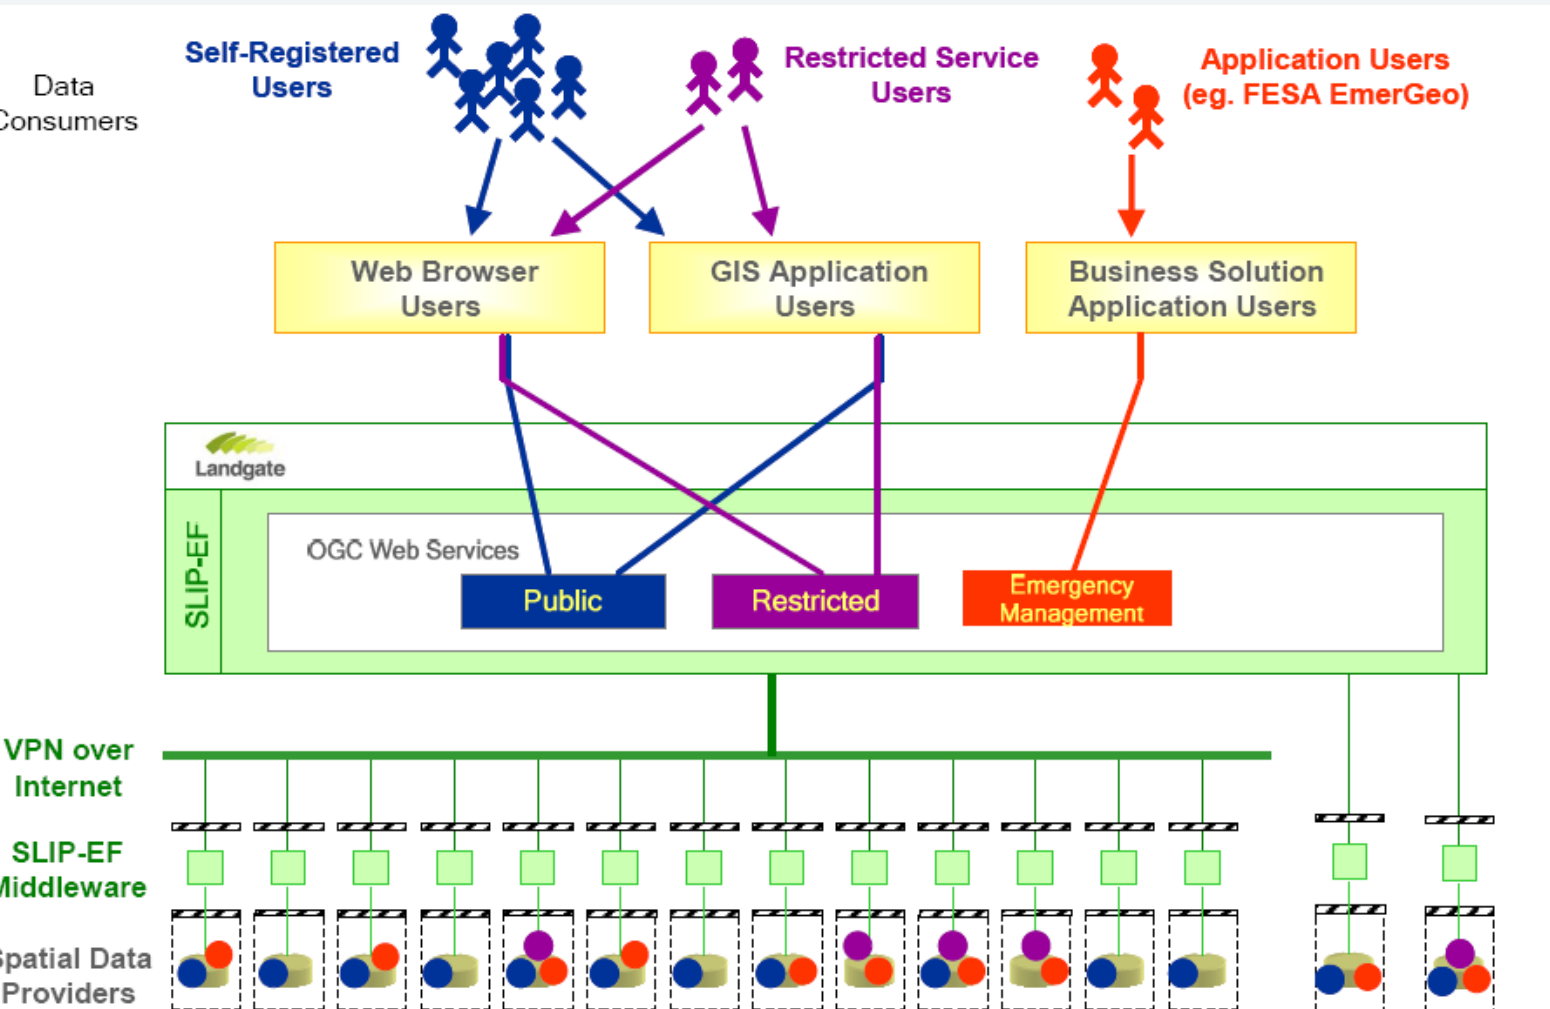 Self-Registered
Users
Restricted Service
Users
Application Users
(eg. FESA EmerGeo)
Data
Consumers
Web Browser
Users
GIS Application
Users
Business Solution
Application Users
Landgate
SLIP-EF
OGC Web Services
Public
Restricted
Emergency
Management
VPN over
Internet
SLIP-EF
Middleware
Spatial Data
Providers